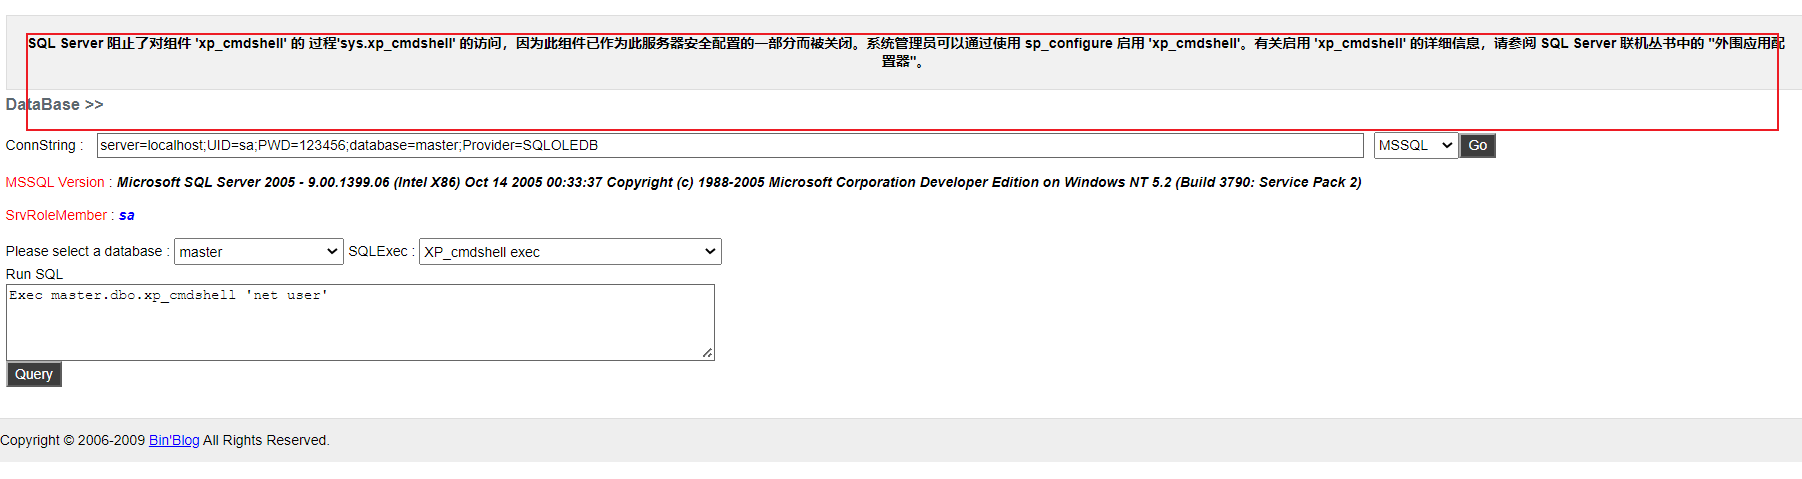 SQL Server 阻止了对组件 'xp_cmdshell' 的 过程'sys.xp_cmdshell' 的访问，因为此组件已作为此服务器安全配置的一部分而被关闭。系统管理员可以通过使用 sp_configure 启用 'xp_cmdshell'。有关启用 'xp_cmdshell' 的详细信息，请参阅 SQL Server 联机丛书中的 "外围应用配
置器"。
DataBase >>
ConnString : server=localhost;UID=sa;PWD=123456;database=master;Provider=SQLOLEDB MSSQL Go
MSSQL Version : Microsoft SQL Server 2005 - 9.00.1399.06 (Intel X86) Oct 14 2005 00:33:37 Copyright (c) 1988-2005 Microsoft Corporation Developer Edition on Windows NT 5.2 (Build 3790: Service Pack 2)
SrvRoleMember : sa
Please select a database : master SQLExec : XP_cmdshell exec
Run SQL
Exec master.dbo.xp_cmdshell 'net user'
Query
Copyright © 2006-2009 Bin'Blog All Rights Reserved.